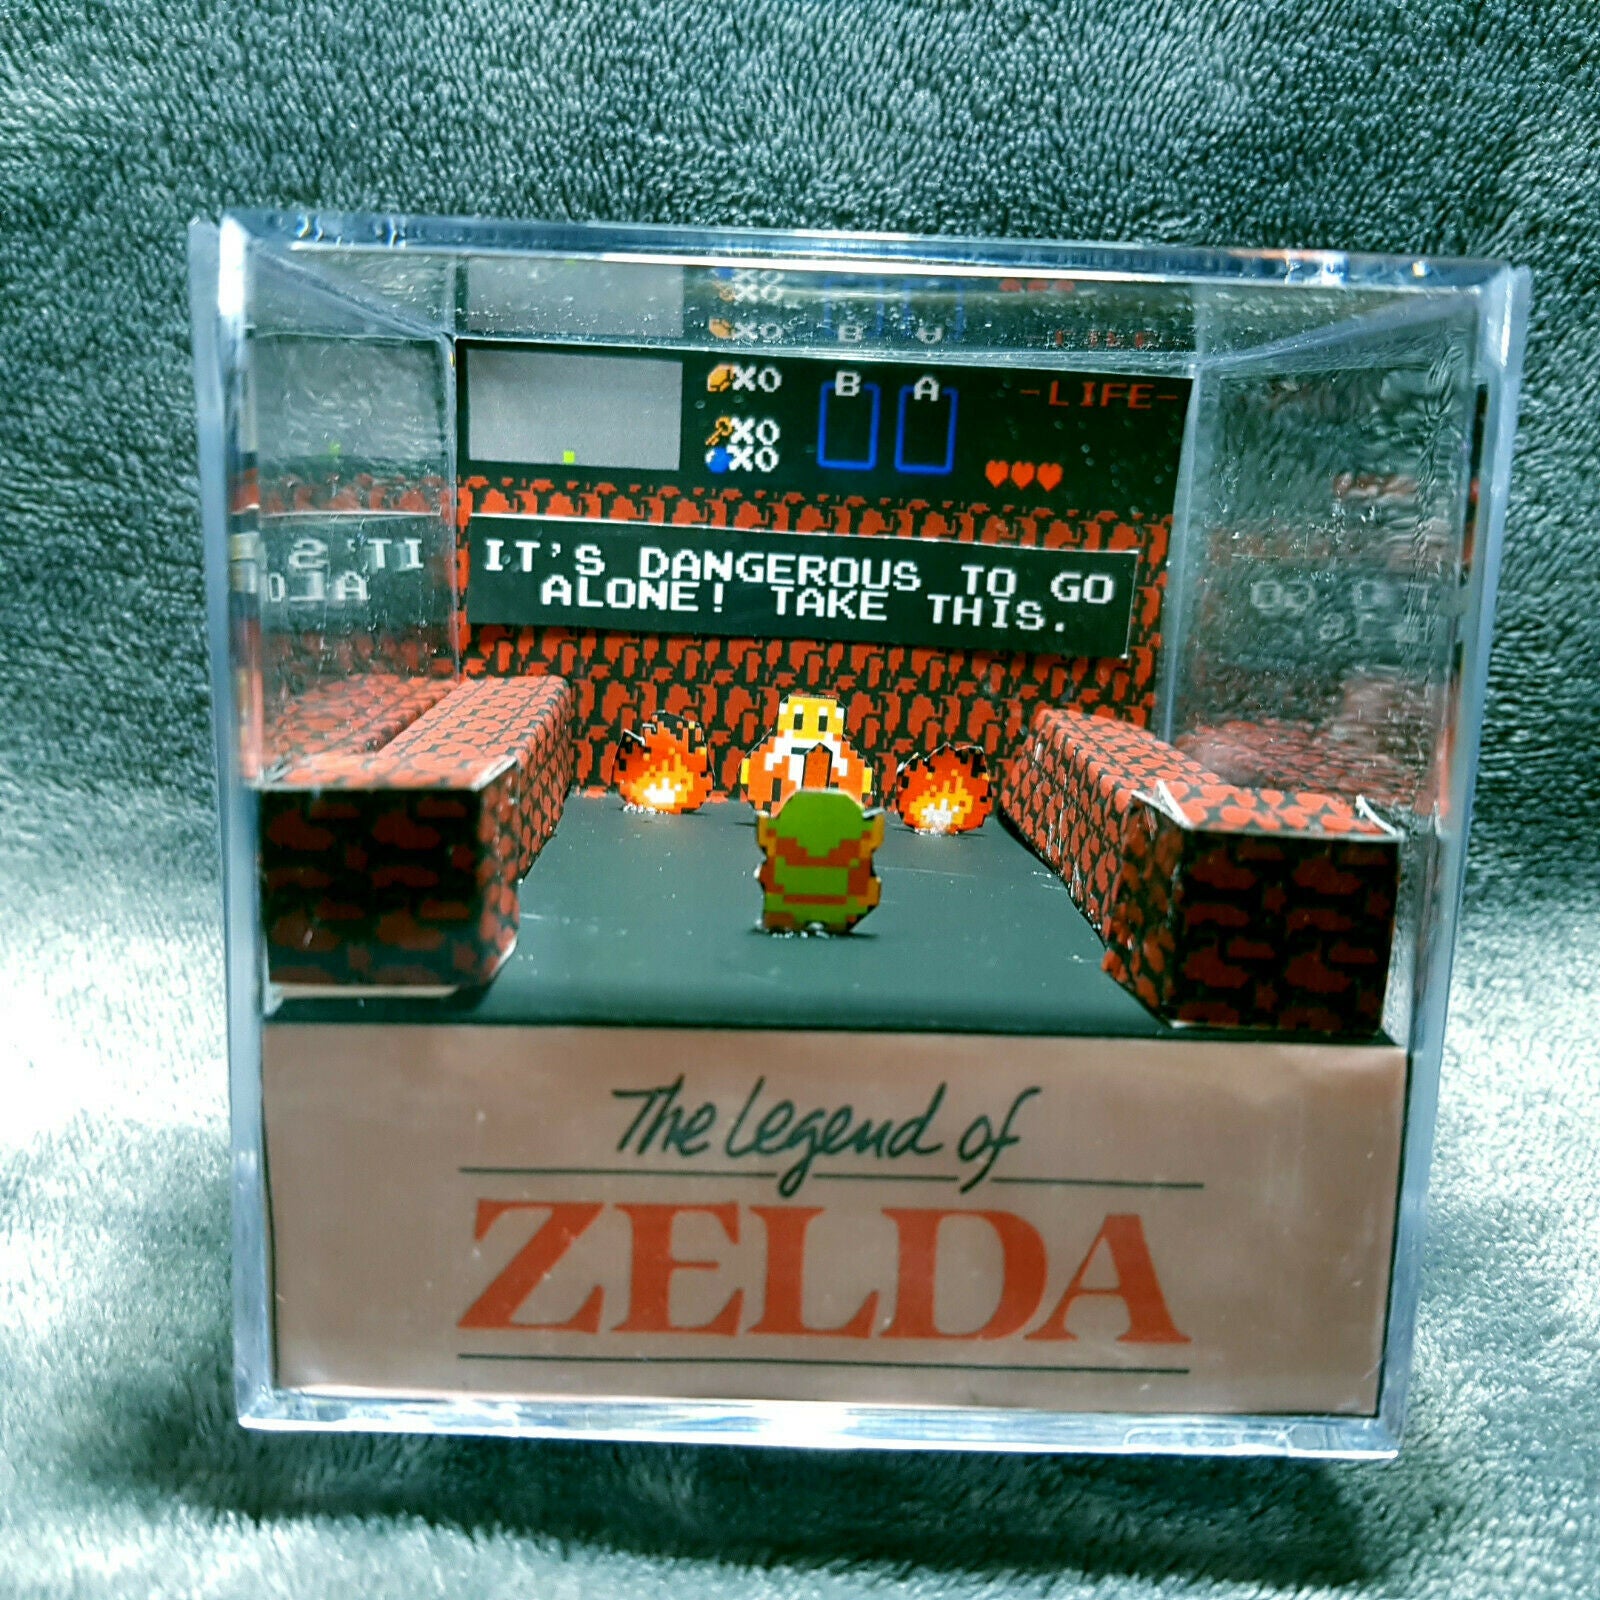 X0
B A
-LIFE-
X0
X0
IT'S DANGEROUS TO GO
ALONE! TAKE THIS.
The Legend of
ZELDA